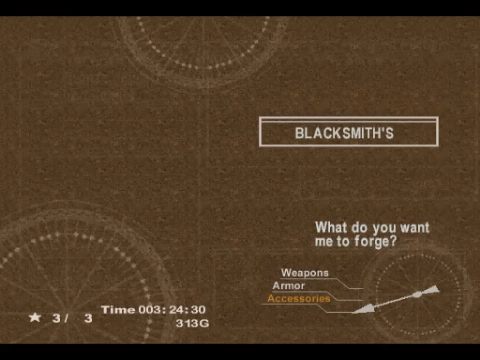 BLACKSMITH'S
What do you want
me to forge?
Weapons
Armor
Accessories
★ 3/ 3
Time 003:24:30
313G